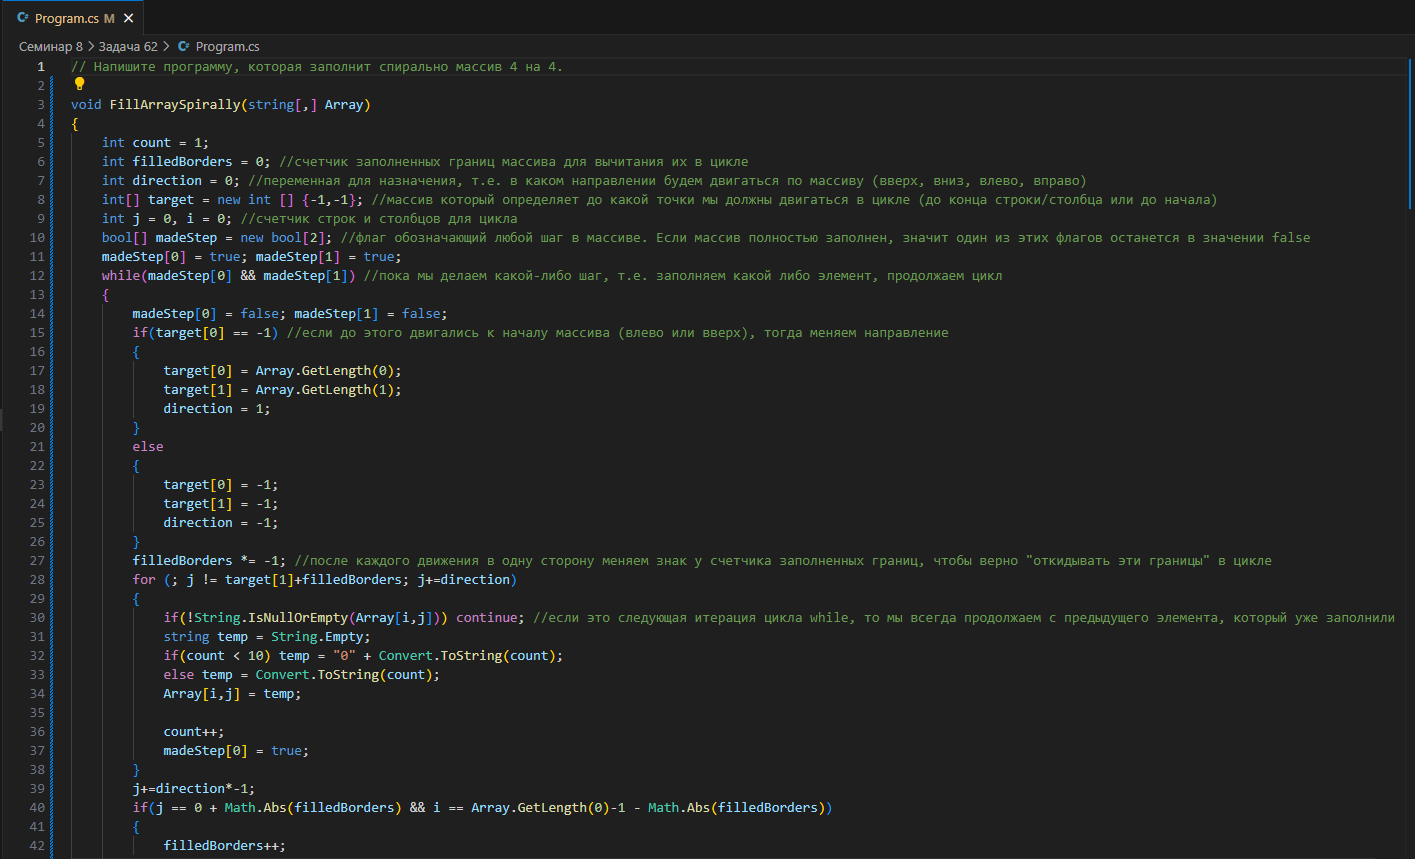 Program.cs M
Семинар 8 > Задача 62 > Program.cs
1 // Напишите программу, которая заполнит спирально массив 4 на 4.
2
3 void FillArraySpirally(string[,] Array)
4 {
5 int count = 1;
6 int filledBorders = 0; //счетчик заполненных границ массива для вычитания их в цикле
7 int direction = 0; //переменная для назначения, т.е. в каком направлении будем двигаться по массиву (вверх, вниз, влево, вправо)
8 int[] target = new int [] {-1,-1}; //массив который определяет до какой точки мы должны двигаться в цикле (до конца строки/столбца или до начала)
9 int j = 0, i = 0; //счетчик строк и столбцов для цикла
10 bool[] madeStep = new bool[2]; //флаг обозначающий любой шаг в массиве. Если массив полностью заполнен, значит один из этих флагов останется в значении false
11 madeStep[0] = true; madeStep[1] = true;
12 while(madeStep[0] && madeStep[1]) //пока мы делаем какой-либо шаг, т.е. заполняем какой либо элемент, продолжаем цикл
13 {
14 madeStep[0] = false; madeStep[1] = false;
15 if(target[0] == -1) //если до этого двигались к началу массива (влево или вверх), тогда меняем направление
16 {
17 target[0] = Array.GetLength(0);
18 target[1] = Array.GetLength(1);
19 direction = 1;
20 }
21 else
22 {
23 target[0] = -1;
24 target[1] = -1;
25 direction = -1;
26 }
27 filledBorders *= -1; //после каждого движения в одну сторону меняем знак у счетчика заполненных границ, чтобы верно "откидывать эти границы" в цикле
28 for (; j != target[1]+filledBorders; j+=direction)
29 {
30 if(!String.IsNullOrEmpty(Array[i,j])) continue; //если это следующая итерация цикла while, то мы всегда продолжаем с предыдущего элемента, который уже заполнили
31 string temp = String.Empty;
32 if(count < 10) temp = "0" + Convert.ToString(count);
33 else temp = Convert.ToString(count);
34 Array[i,j] = temp;
35
36 count++;
37 madeStep[0] = true;
38 }
39 j+=direction*-1;
40 if(j == 0 + Math.Abs(filledBorders) && i == Array.GetLength(0)-1 - Math.Abs(filledBorders))
41 {
42 filledBorders++;